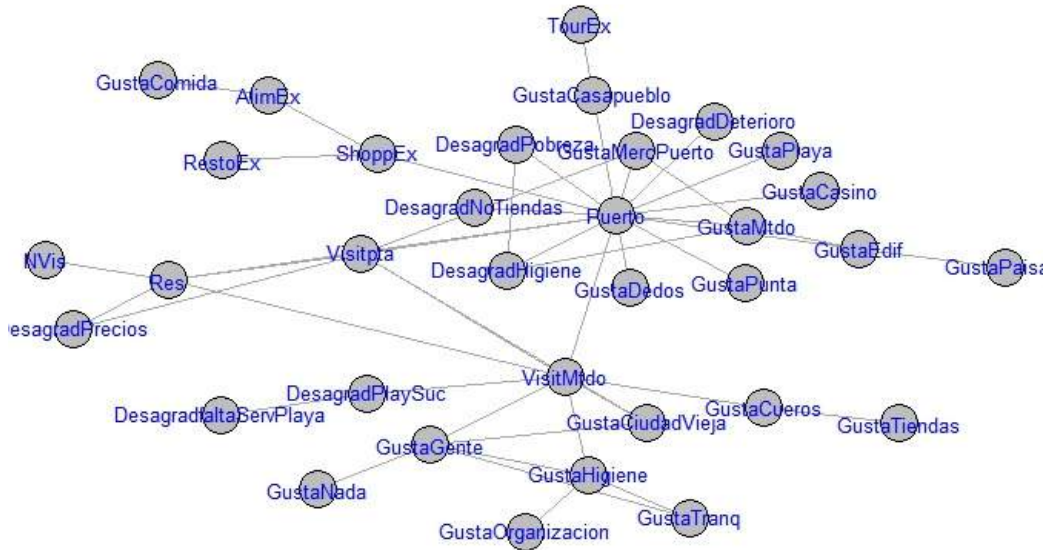 TourEx
GustaComida
AlimEx
GustaCasapueblo
DesagradDeterioro
DesagradPobreza
GustaMercPuerto
GustaPlaya
RestoEx
ShoppEx
GustaCasino
DesagradNoTiendas
Puerto
GustaMtdo
GustaEdif
NVis
Visitpta
Res
DesagradHigiene
GustaPaisa
GustaDedos
GustaPunta
esagradPrecios
VisitMtdo
DesagradPlaySuc
DesagradfaltaServPlaya
GustaCueros
GustaCiudadVieja
GustaTiendas
GustaGente
GustaHigiene
GustaNada
GustaOrganizacion
GustaTranq